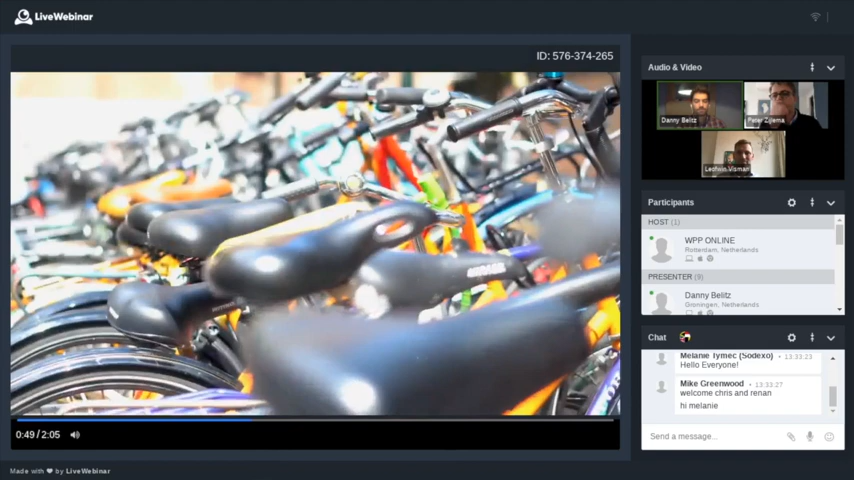 LiveWebinar
ID: 576-374-265
0:49 / 2:05
Made with ❤ by LiveWebinar
Audio & Video
Danny Belitz
Peter Zijlema
Leofwin Visman
Participants
HOST (1)
WPP ONLINE
Rotterdam, Netherlands
PRESENTER (9)
Danny Belitz
Groningen, Netherlands
Chat
Melanie Tymec (Sodexo) • 13:33:23
Hello Everyone!
Mike Greenwood • 13:33:27
welcome chris and renan
hi melanie
Send a message...